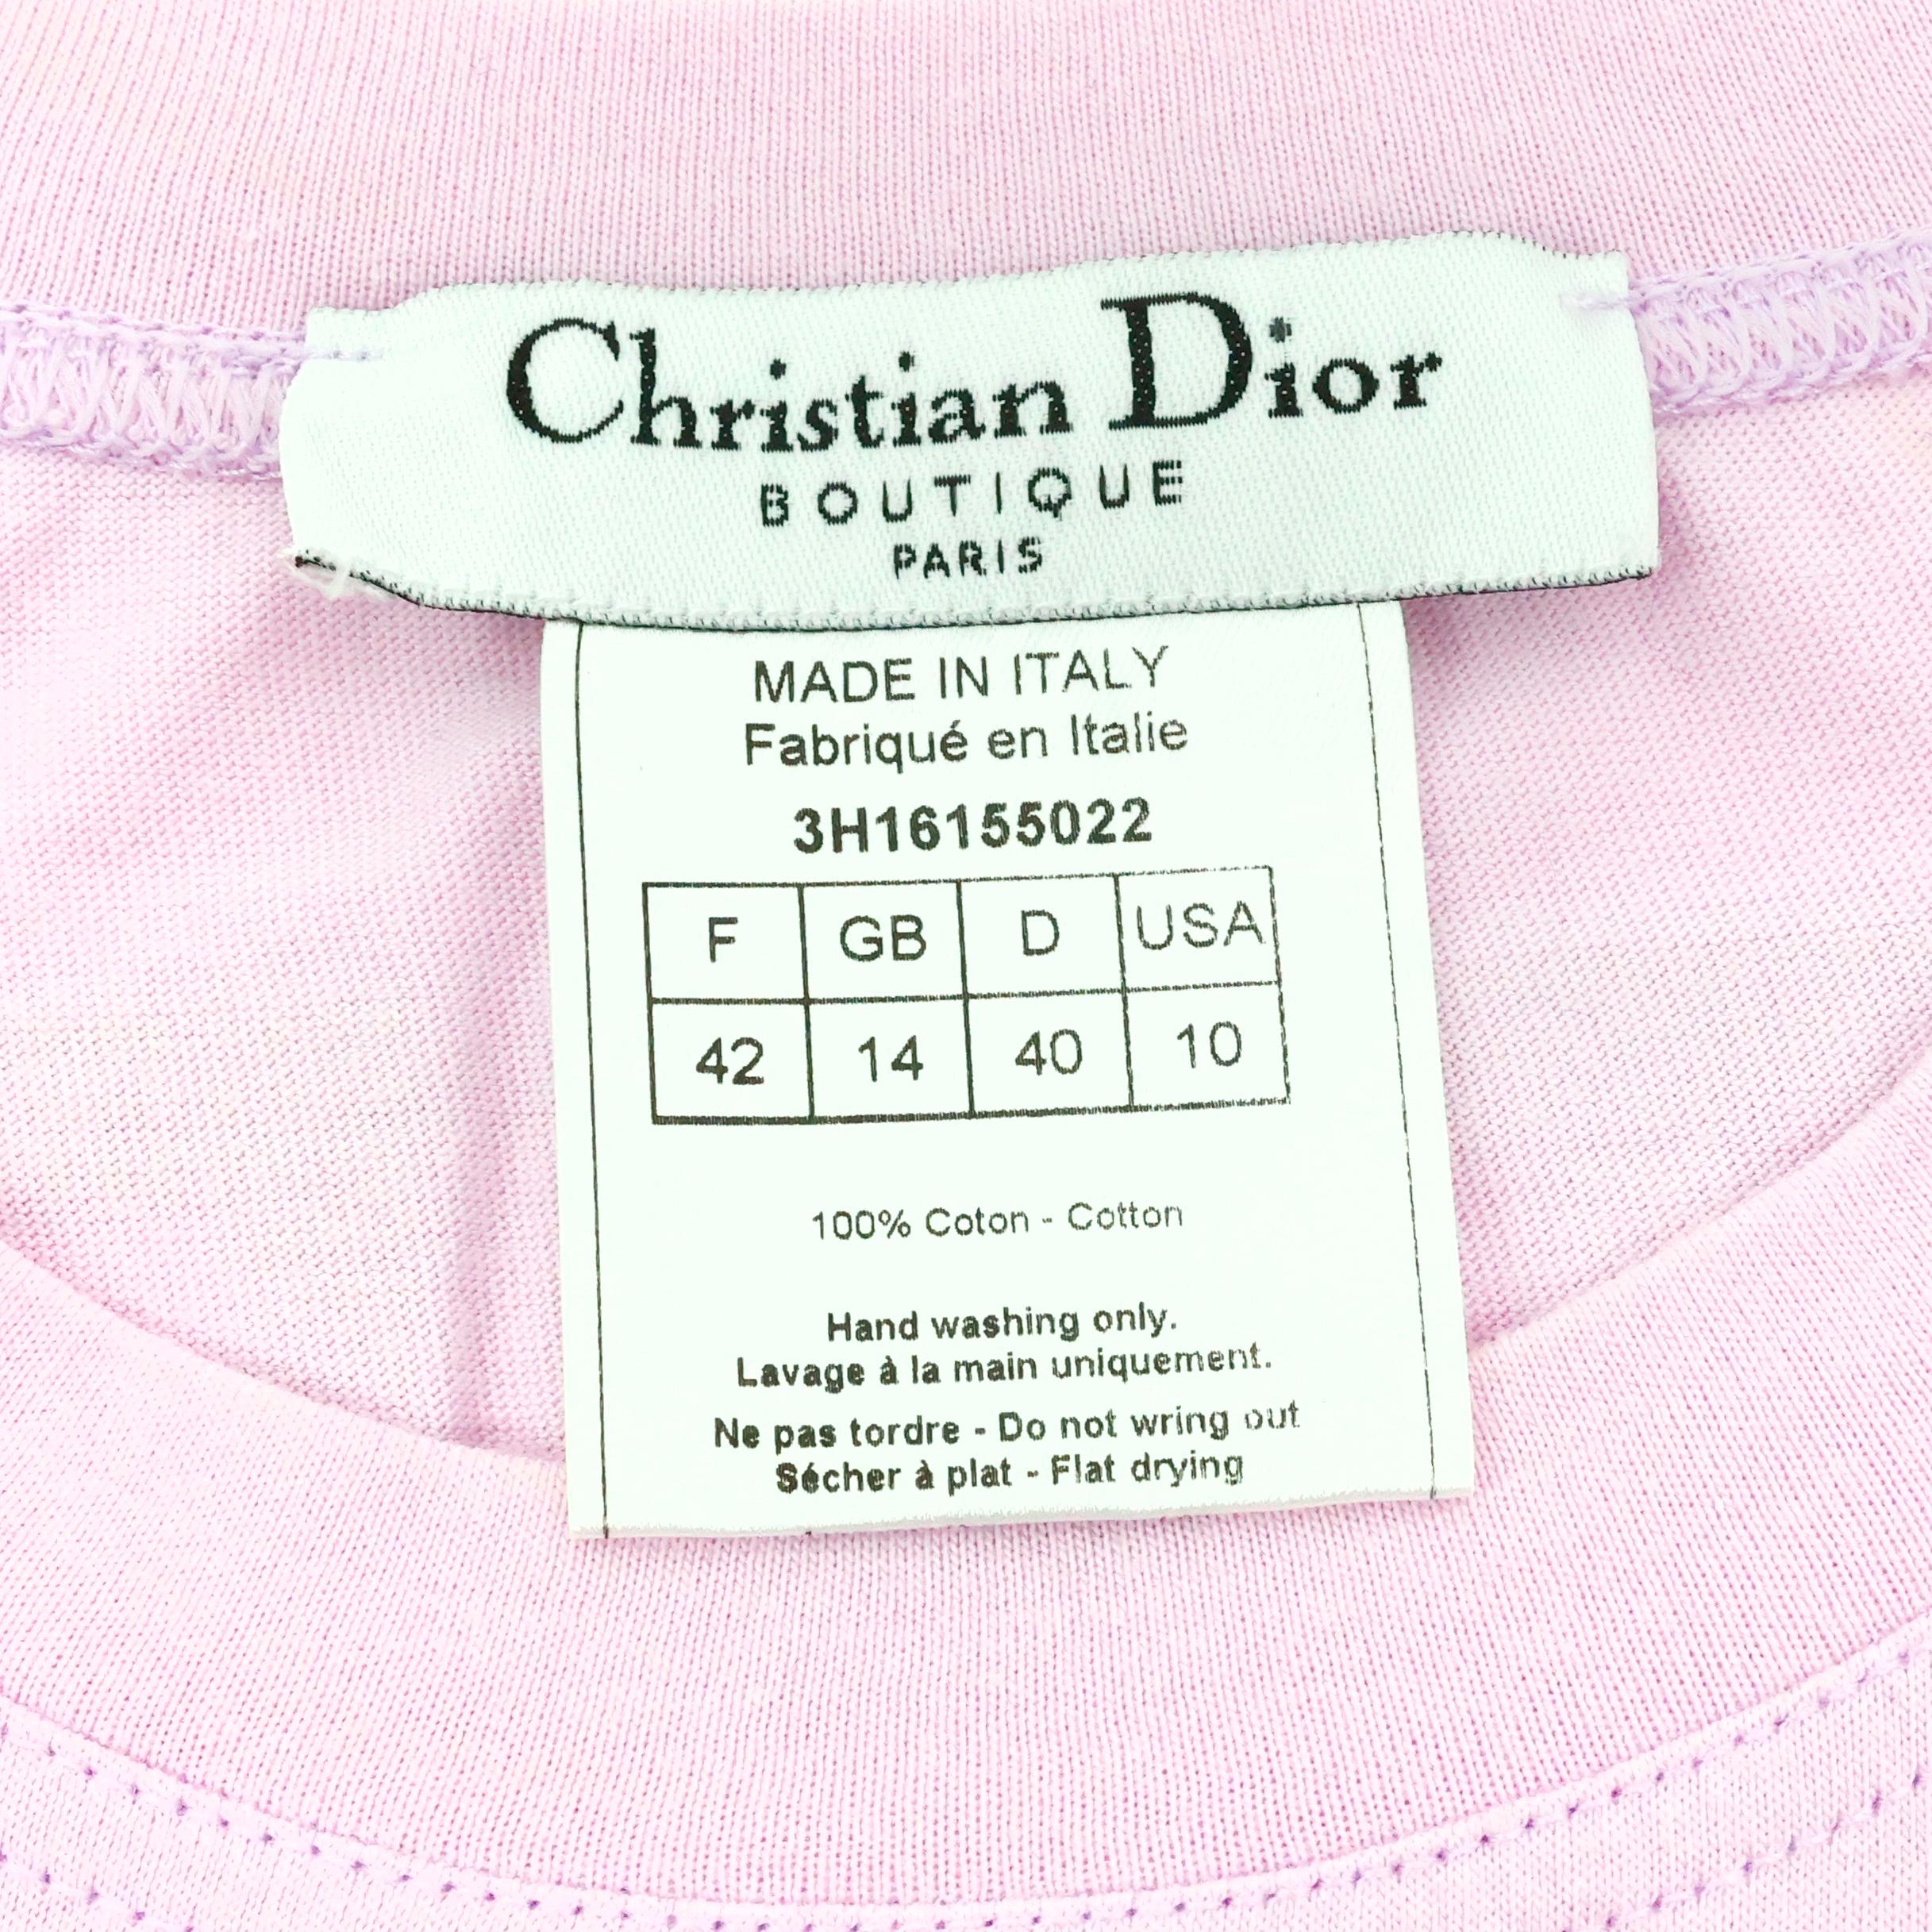 Christian Dior
BOUTIQUE
PARIS
MADE IN ITALY
Fabriqué en Italie
3H16155022
F GB D USA
42 14 40 10
100% Coton - Cotton
Hand washing only.
Lavage à la main uniquement.
Ne pas tordre - Do not wring out
Sécher à plat - Flat drying